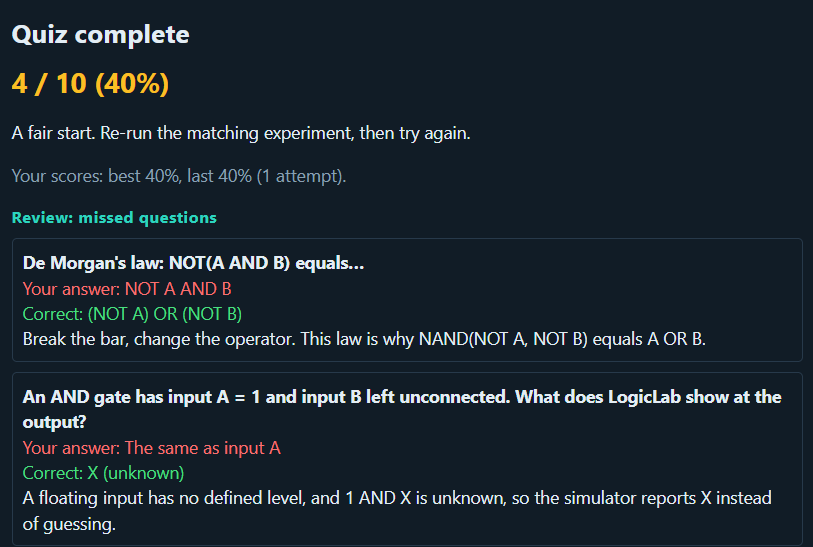 Quiz complete
4 / 10 (40%)
A fair start. Re-run the matching experiment, then try again.
Your scores: best 40%, last 40% (1 attempt).
Review: missed questions
De Morgan's law: NOT(A AND B) equals...
Your answer: NOT A AND B
Correct: (NOT A) OR (NOT B)
Break the bar, change the operator. This law is why NAND(NOT A, NOT B) equals A OR B.
An AND gate has input A = 1 and input B left unconnected. What does LogicLab show at the
output?
Your answer: The same as input A
Correct: X (unknown)
A floating input has no defined level, and 1 AND X is unknown, so the simulator reports X instead
of guessing.